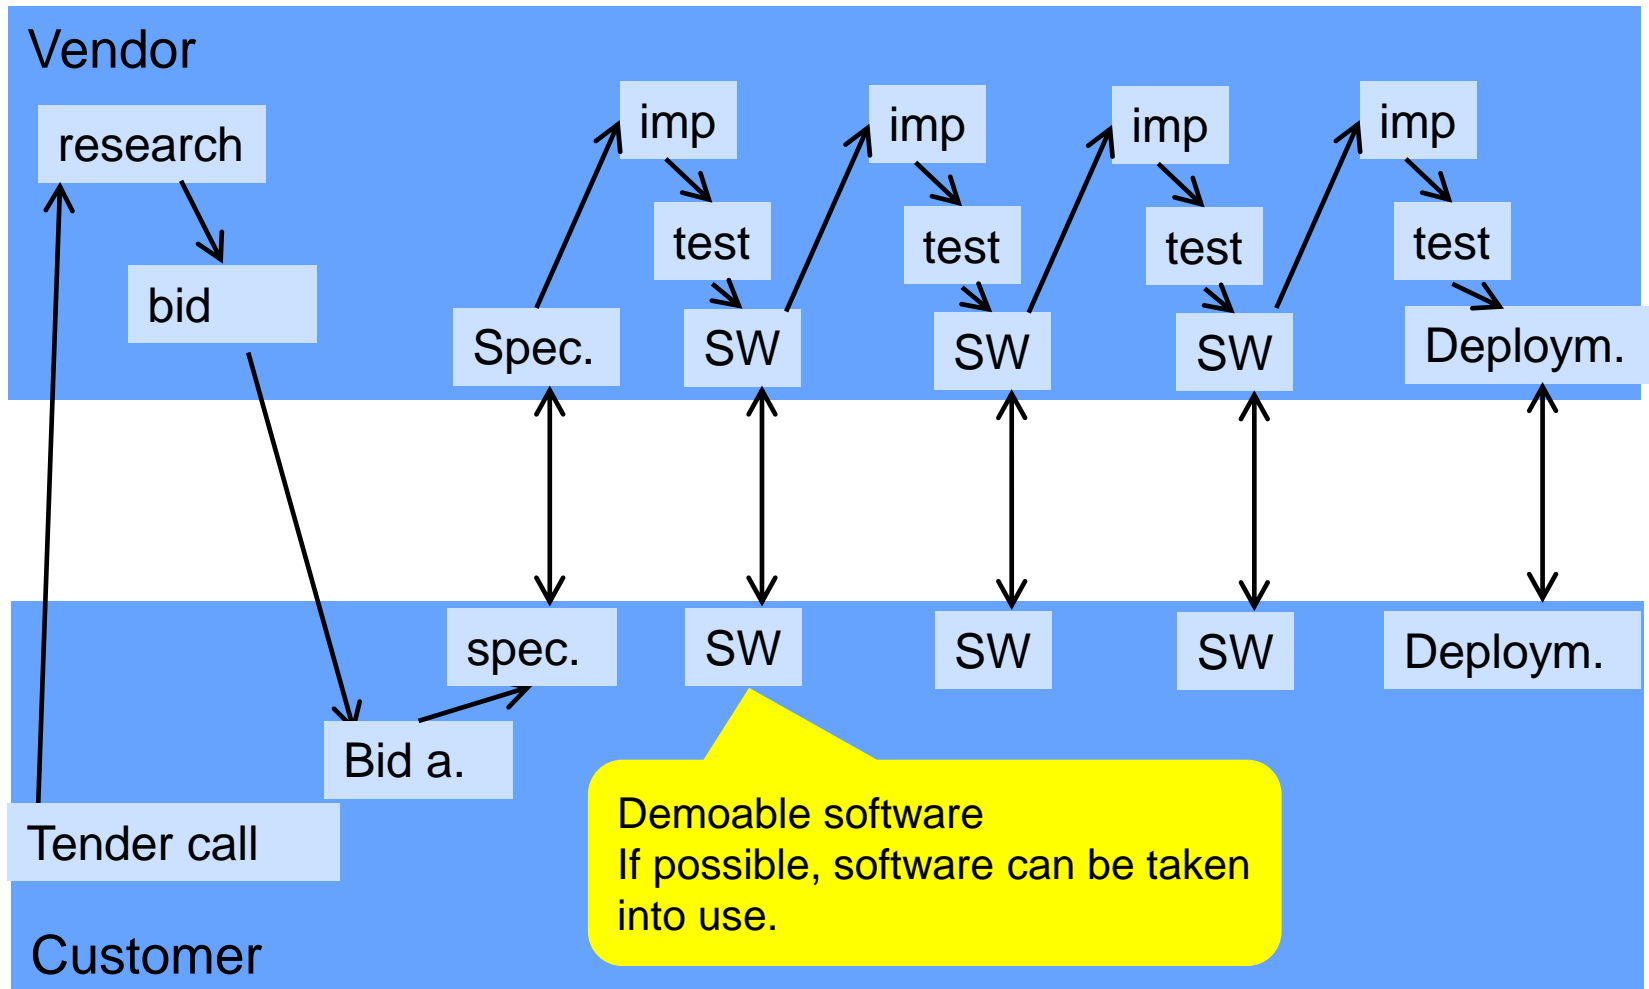 Vendor
research
imp
imp
imp
imp
test
test
test
test
bid
Spec.
SW
SW
SW
Deploym.
spec.
SW
SW
SW
Deploym.
Bid a.
Tender call
Demoable software
If possible, software can be taken
into use.
Customer